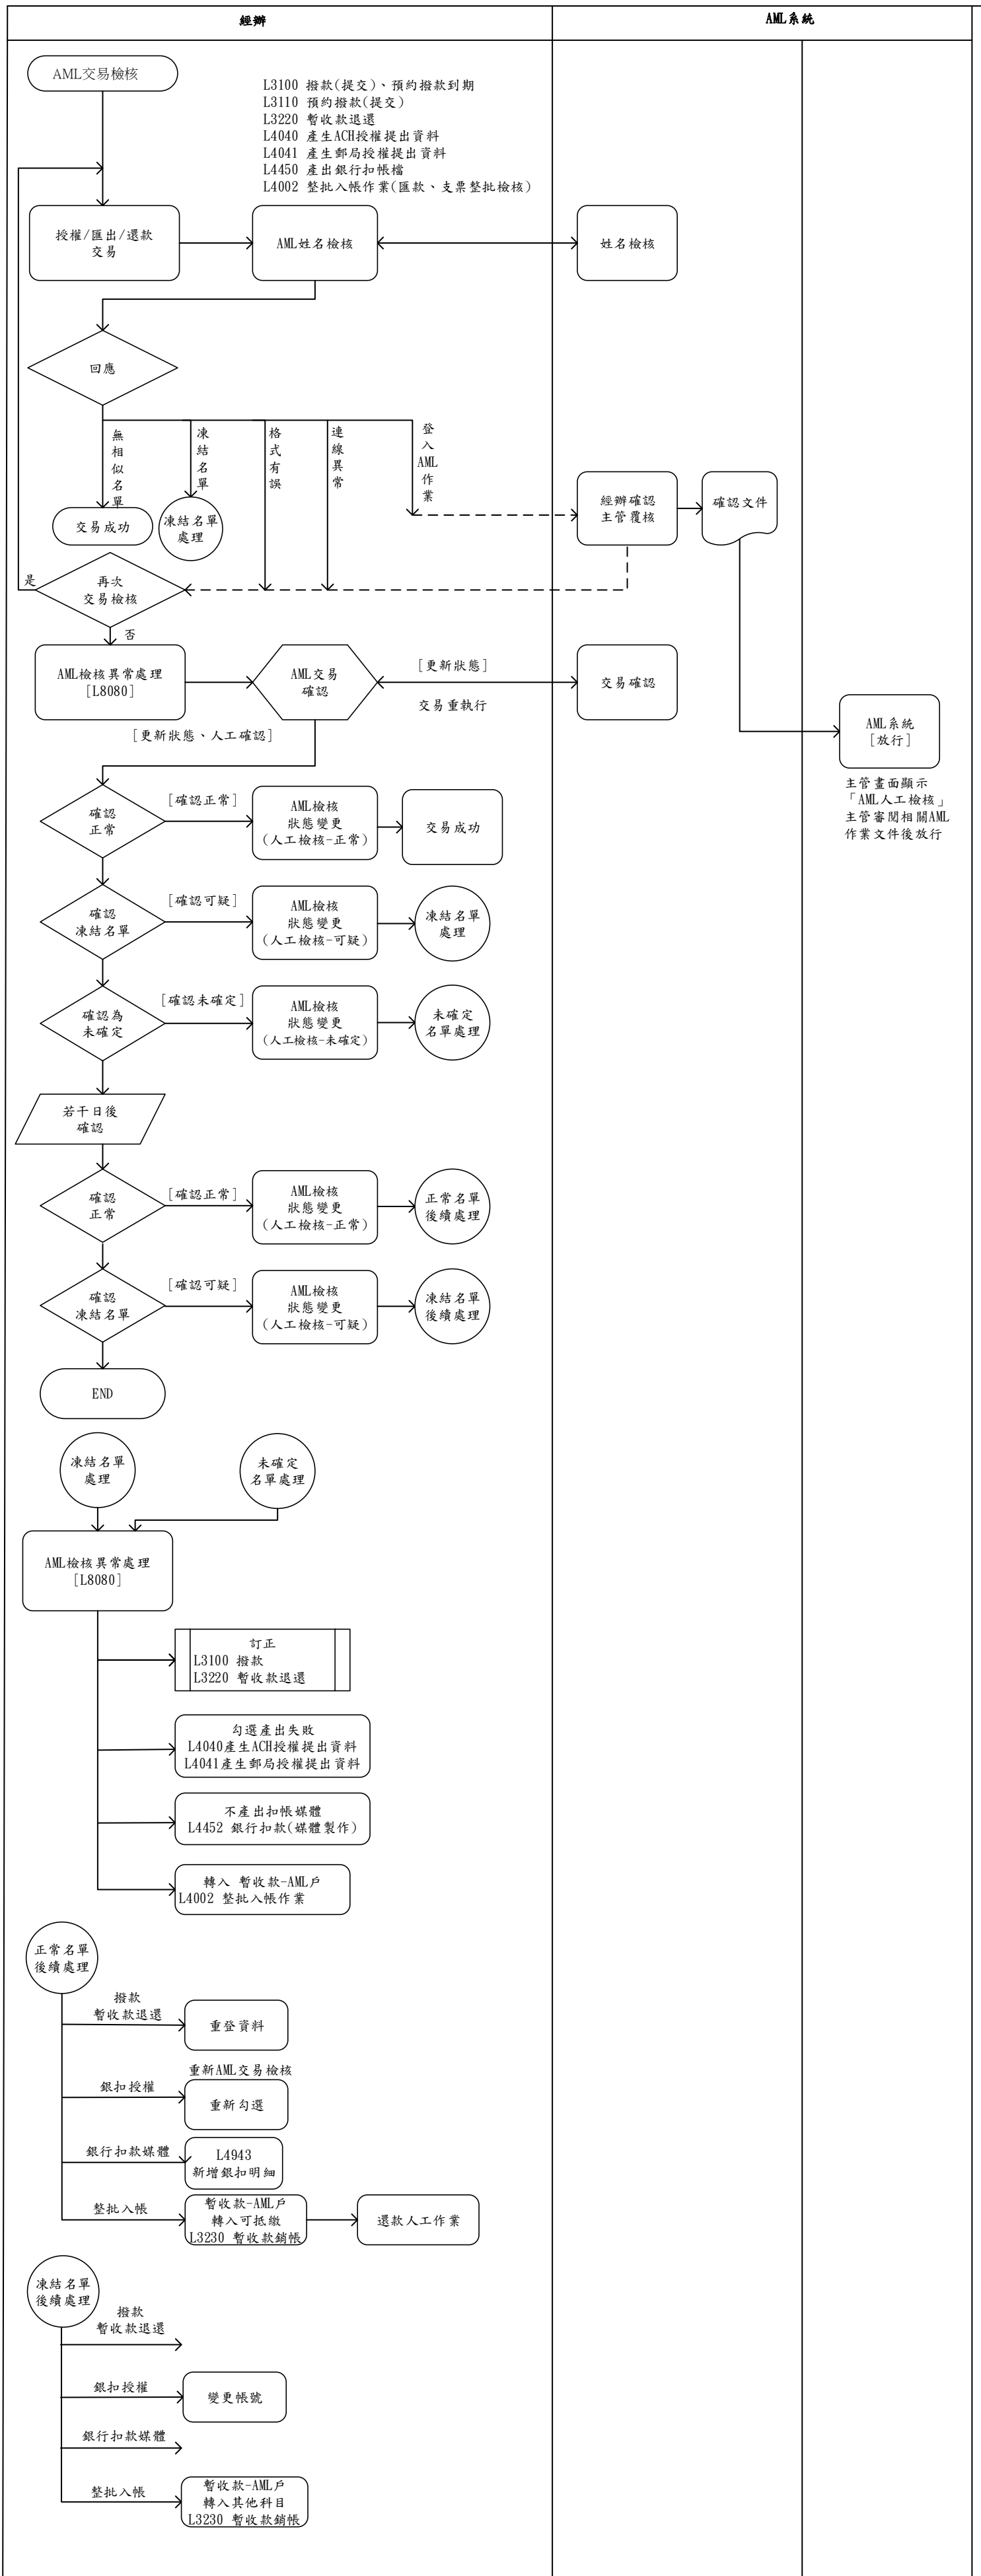 經辦
AML系統
AML交易檢核
L3100 撥款(提交)、預約撥款到期
L3110 預約撥款(提交)
L3220 暫收款退還
L4040 產生ACH授權提出資料
L4041 產生郵局授權提出資料
L4450 產出銀行扣帳檔
L4002 整批入帳作業(匯款、支票整批檢核)
授權/匯出/還款
交易
AML姓名檢核
姓名檢核
回應
無相似名單
凍結名單
格式有誤
連線異常
登入AML作業
交易成功
凍結名單
處理
經辦確認
主管覆核
確認文件
是
再次
交易檢核
否
AML檢核異常處理
[L8080]
AML交易
確認
[更新狀態]
交易重執行
交易確認
[更新狀態、人工確認]
AML系統
[放行]
主管畫面顯示
「AML人工檢核」
主管審閱相關AML
作業文件後放行
確認
正常
[確認正常]
AML檢核
狀態變更
(人工檢核-正常)
交易成功
確認
凍結名單
[確認可疑]
AML檢核
狀態變更
(人工檢核-可疑)
凍結名單
處理
確認為
未確定
[確認未確定]
AML檢核
狀態變更
(人工檢核-未確定)
未確定
名單處理
若干日後
確認
確認
正常
[確認正常]
AML檢核
狀態變更
(人工檢核-正常)
正常名單
後續處理
確認
凍結名單
[確認可疑]
AML檢核
狀態變更
(人工檢核-可疑)
凍結名單
後續處理
END
凍結名單
處理
未確定
名單處理
AML檢核異常處理
[L8080]
訂正
L3100 撥款
L3220 暫收款退還
勾選產出失敗
L4040產生ACH授權提出資料
L4041產生郵局授權提出資料
不產出扣帳媒體
L4452 銀行扣款(媒體製作)
轉入 暫收款-AML戶
L4002 整批入帳作業
正常名單
後續處理
撥款
暫收款退還
重登資料
重新AML交易檢核
銀扣授權
重新勾選
銀行扣款媒體
L4943
新增銀扣明細
整批入帳
暫收款-AML戶
轉入可抵繳
L3230 暫收款銷帳
還款人工作業
凍結名單
後續處理
撥款
暫收款退還
銀扣授權
變更帳號
銀行扣款媒體
整批入帳
暫收款-AML戶
轉入其他科目
L3230 暫收款銷帳